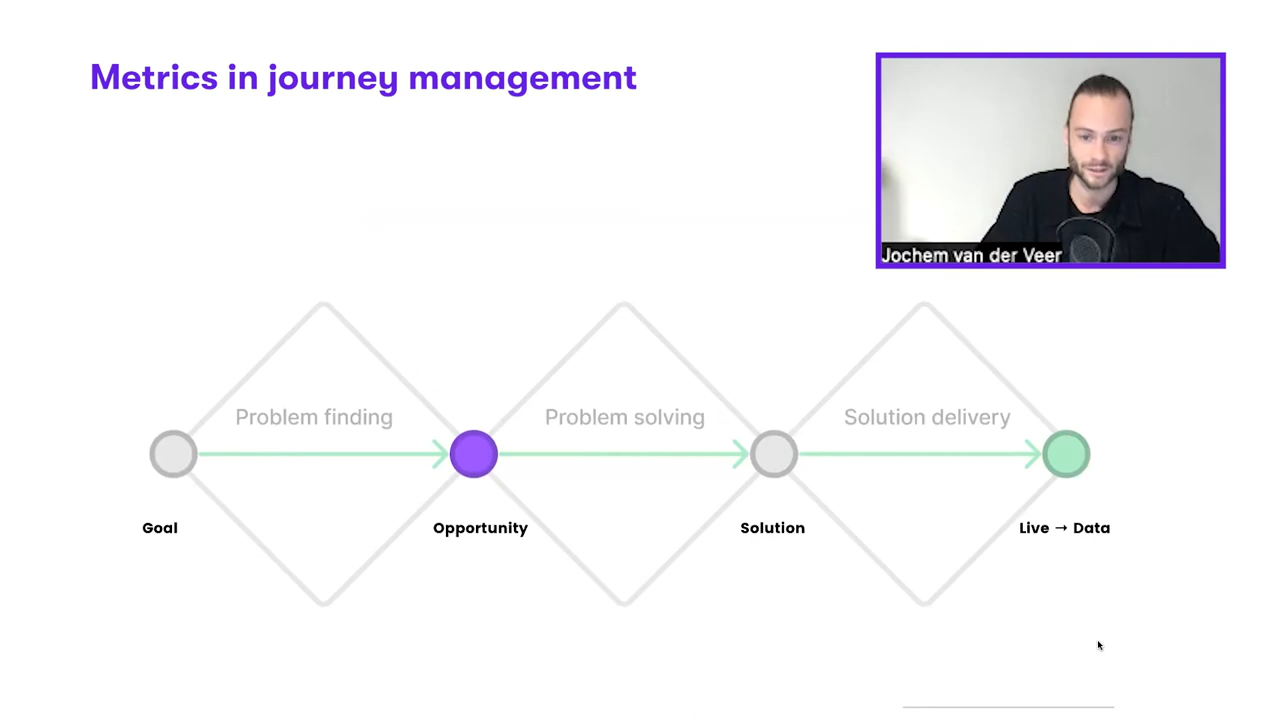 Metrics in journey management
Jochem van der Veer
Problem finding
Problem solving
Solution delivery
Goal
Opportunity
Solution
Live → Data